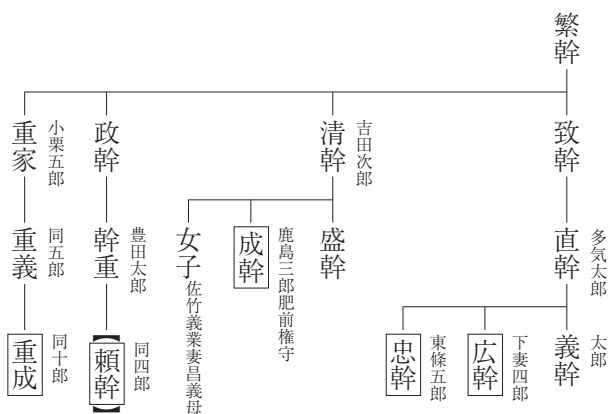 繁幹
致幹
多気太郎
直幹
太郎
義幹
下妻四郎
広幹
東條五郎
忠幹
吉田次郎
清幹
盛幹
鹿島三郎肥前権守
成幹
女子
佐竹義業妻昌義母
政幹
豊田太郎
幹重
同四郎
【頼幹】
小栗五郎
重家
同五郎
重義
同十郎
重成